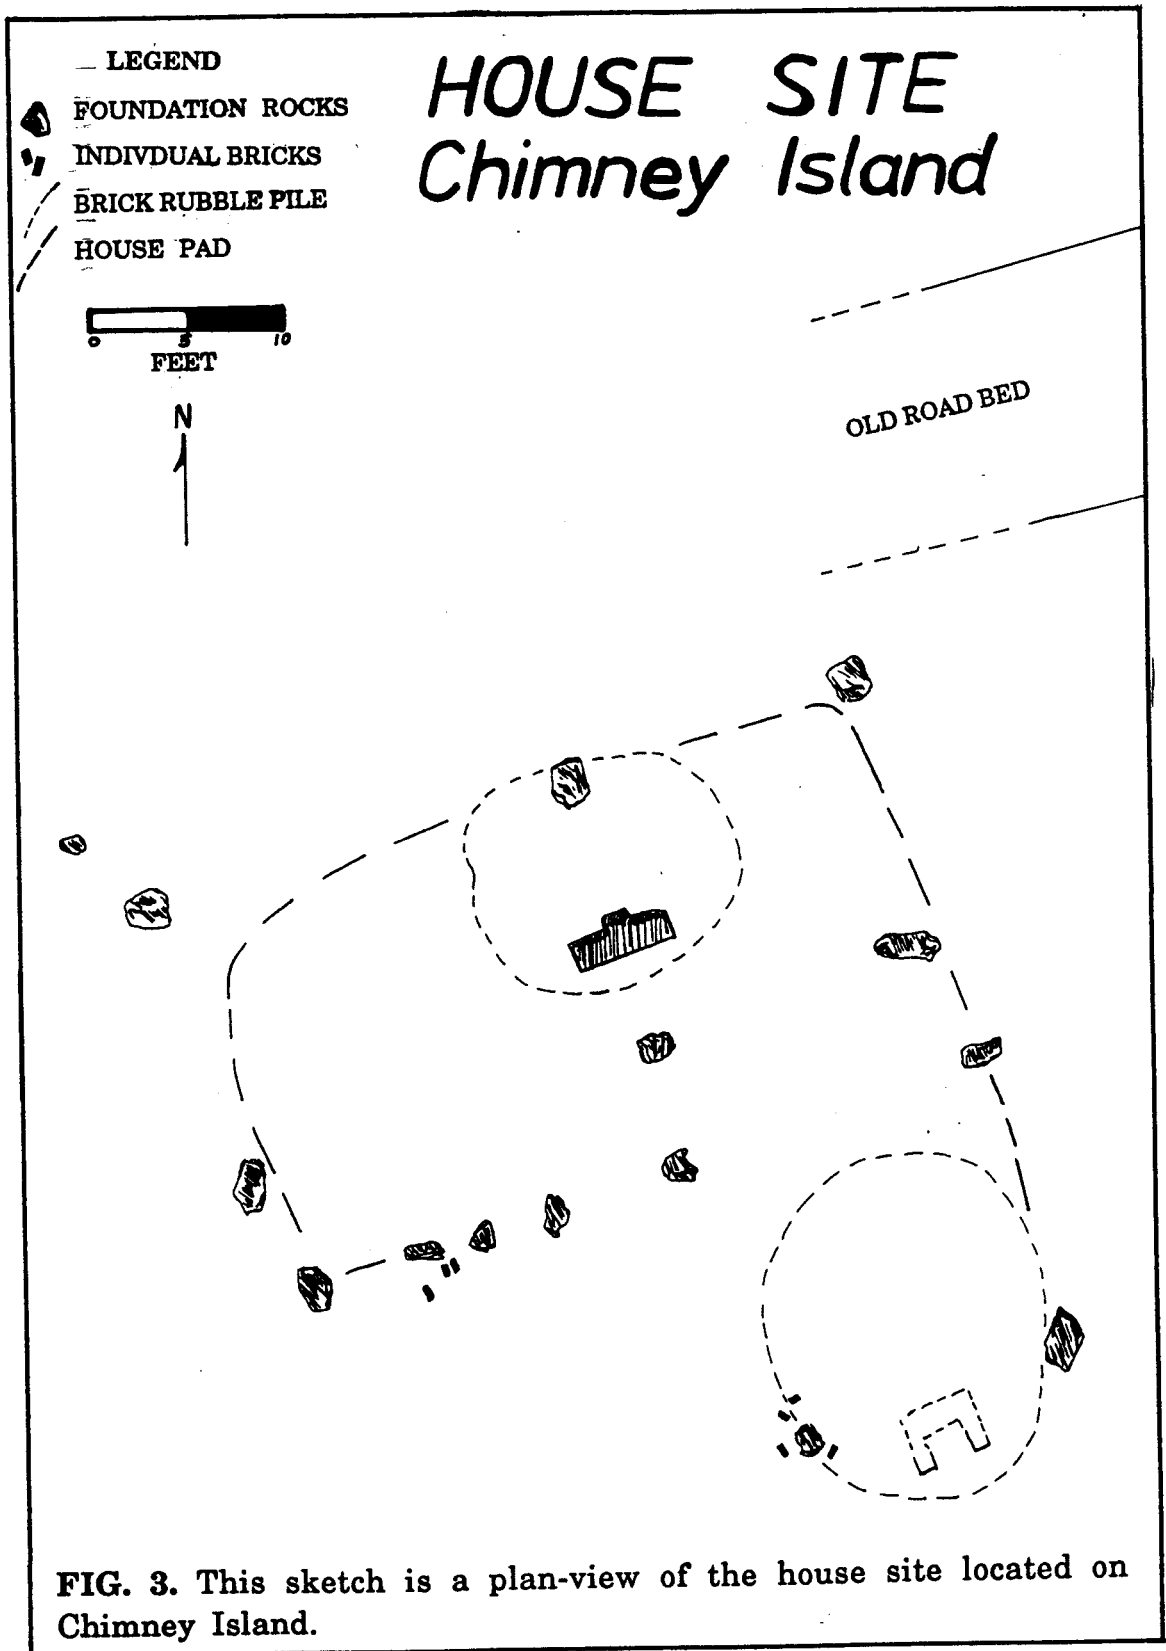 LEGEND
FOUNDATION ROCKS
INDIVDUAL BRICKS
BRICK RUBBLE PILE
HOUSE PAD
0 5 10
FEET
N
HOUSE SITE
Chimney Island
OLD ROAD BED
FIG. 3. This sketch is a plan-view of the house site located on
Chimney Island.